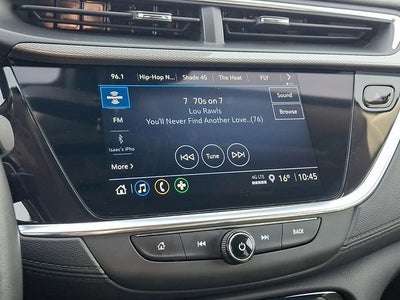 96.1 Hip-Hop N... Shade 45 The Heat FLY
7 70s on 7
Sound
Lou Rawls
FM
You'll Never Find Another Love...(76)
Browse
Isaac's iPho
Tune
More >
4G LTE
16° 10:45
BACK